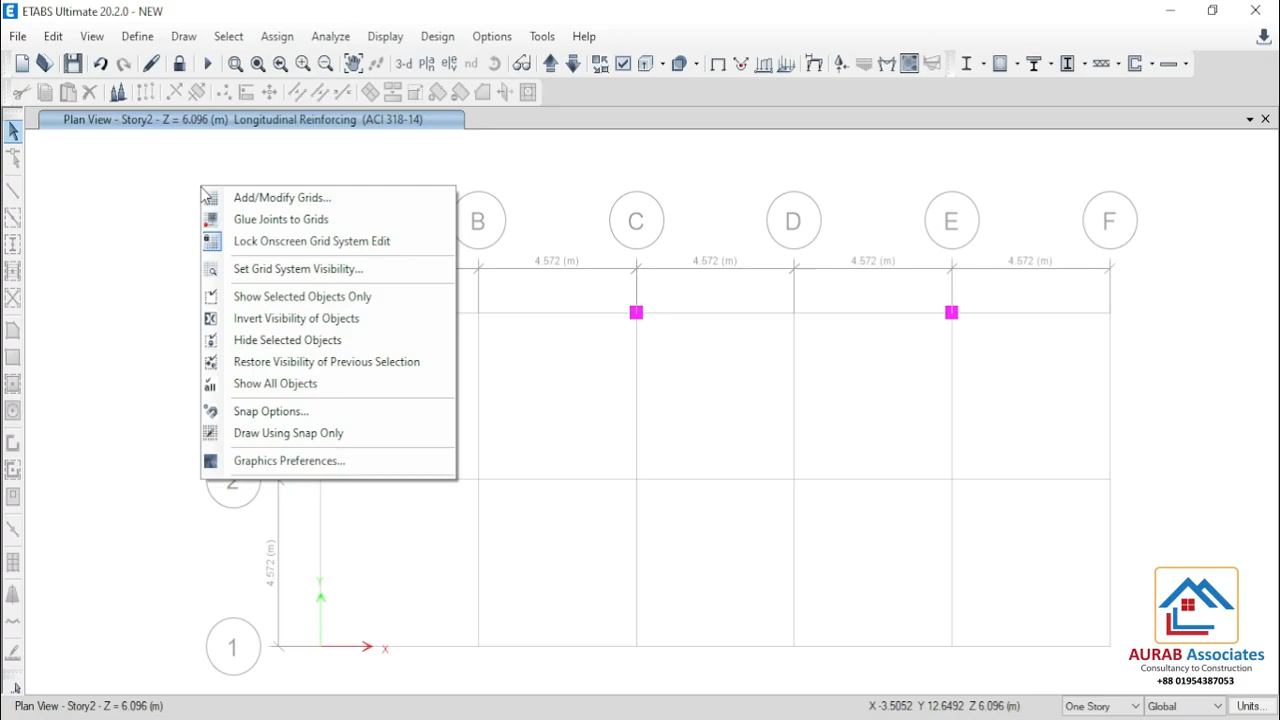 ETABS Ultimate 20.2.0 - NEW
File Edit View Define Draw Select Assign Analyze Display Design Options Tools Help
3-d Pla ele nd
Plan View - Story2 - Z = 6.096 (m) Longitudinal Reinforcing (ACI 318-14)
Add/Modify Grids...
Glue Joints to Grids
Lock Onscreen Grid System Edit
Set Grid System Visibility...
Show Selected Objects Only
Invert Visibility of Objects
Hide Selected Objects
Restore Visibility of Previous Selection
all Show All Objects
Snap Options...
Draw Using Snap Only
Graphics Preferences...
B C D E F
4.572 (m) 4.572 (m) 4.572 (m) 4.572 (m)
2
4.572 (m)
Y
1
X
AURAB Associates
Consultancy to Construction
+88 01954387053
Plan View - Story2 - Z = 6.096 (m)
X -3.5052 Y 12.6492 Z 6.096 (m)
One Story
Global
Units...